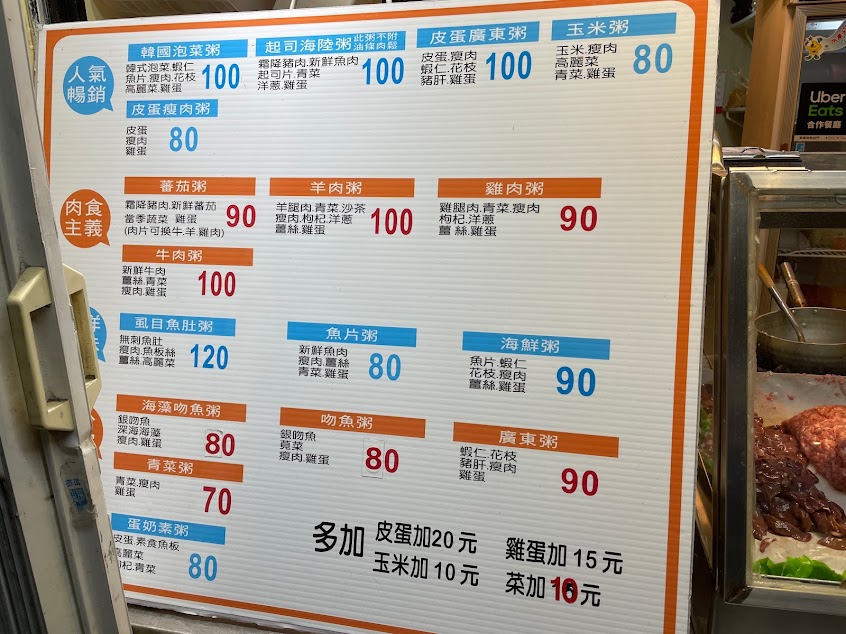 人氣
暢銷
韓國泡菜粥
韓式泡菜.蝦仁
魚片.瘦肉.花枝
高麗菜.雞蛋
100
起司海陸粥
此粥不附
油條肉鬆
霜降豬肉.新鮮魚肉
起司片.青菜
洋蔥.雞蛋
100
皮蛋廣東粥
皮蛋.瘦肉
蝦仁.花枝
豬肝.雞蛋
100
玉米粥
玉米.瘦肉
高麗菜
青菜.雞蛋
80
皮蛋瘦肉粥
皮蛋
瘦肉
雞蛋
80
肉食
主義
蕃茄粥
霜降豬肉.新鮮蕃茄
當季蔬菜 雞蛋
(肉片可換牛.羊.雞肉)
90
羊肉粥
羊腿肉.青菜.沙茶
瘦肉.枸杞.洋蔥
薑絲.雞蛋
100
雞肉粥
雞腿肉.青菜.瘦肉
枸杞.洋蔥
薑絲.雞蛋
90
牛肉粥
新鮮牛肉
薑絲.青菜
瘦肉.雞蛋
100
虱目魚肚粥
無刺魚肚
瘦肉.魚板絲
薑絲.高麗菜
120
魚片粥
新鮮魚肉
瘦肉.薑絲
青菜.雞蛋
80
海鮮粥
魚片.蝦仁
花枝.瘦肉
薑絲.雞蛋
90
海藻吻魚粥
銀吻魚
深海海藻
瘦肉.雞蛋
80
吻魚粥
銀吻魚
莧菜
瘦肉.雞蛋
80
廣東粥
蝦仁.花枝
豬肝.瘦肉
雞蛋
90
青菜粥
青菜.瘦肉
雞蛋
70
蛋奶素粥
皮蛋.素食魚板
高麗菜
枸杞.青菜
80
多加
皮蛋加20元
雞蛋加15元
玉米加10元
菜加10元
Uber
Eats
合作餐廳